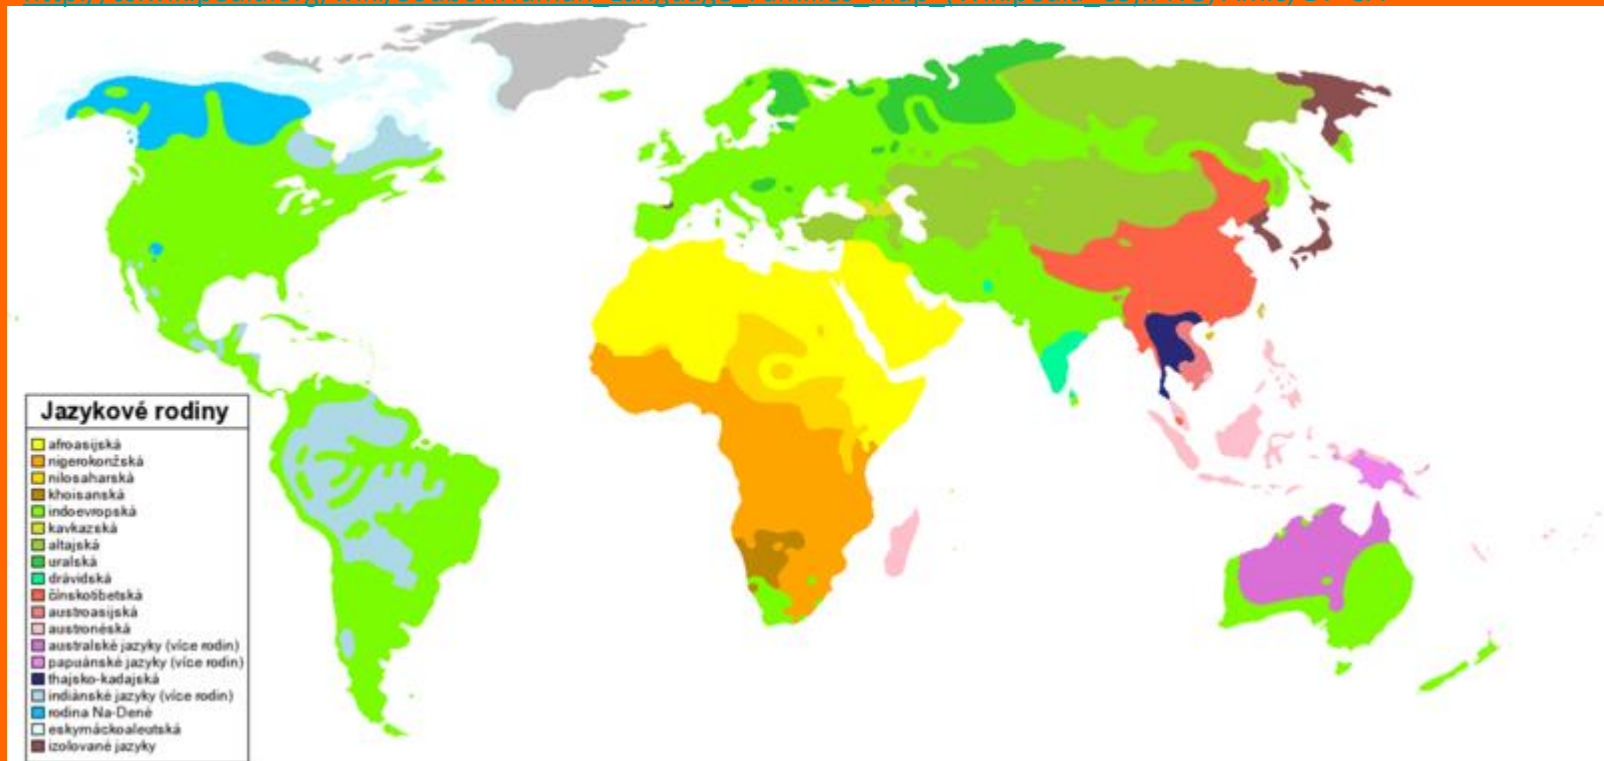 Jazykové rodiny
afroasijská
nigerokonžská
nilosaharská
khoisanská
indoevropská
kavkazská
altajská
uralská
drávidská
čínskotibetská
austroasijská
austronéská
australské jazyky (více rodin)
papuánské jazyky (více rodin)
thajsko-kadajská
indiánské jazyky (více rodin)
rodina Na-Dené
eskymáckoaleutská
izolované jazyky